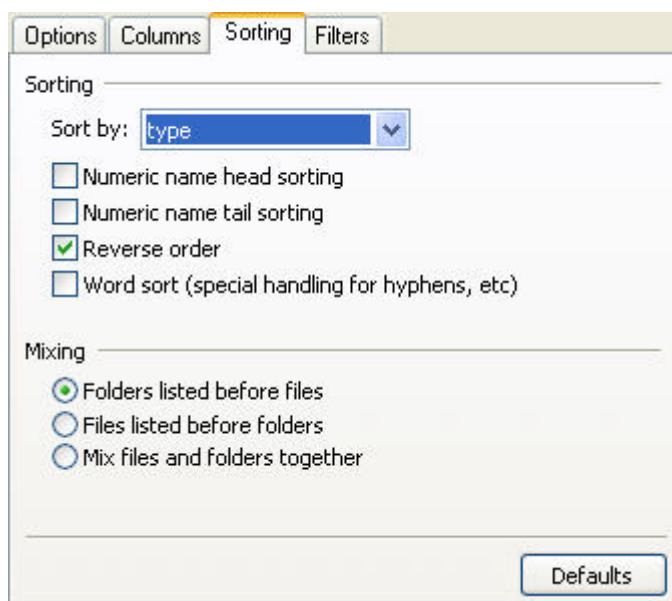 Options Columns Sorting Filters
Sorting
Sort by: type
Numeric name head sorting
Numeric name tail sorting
Reverse order
Word sort (special handling for hyphens, etc)
Mixing
Folders listed before files
Files listed before folders
Mix files and folders together
Defaults